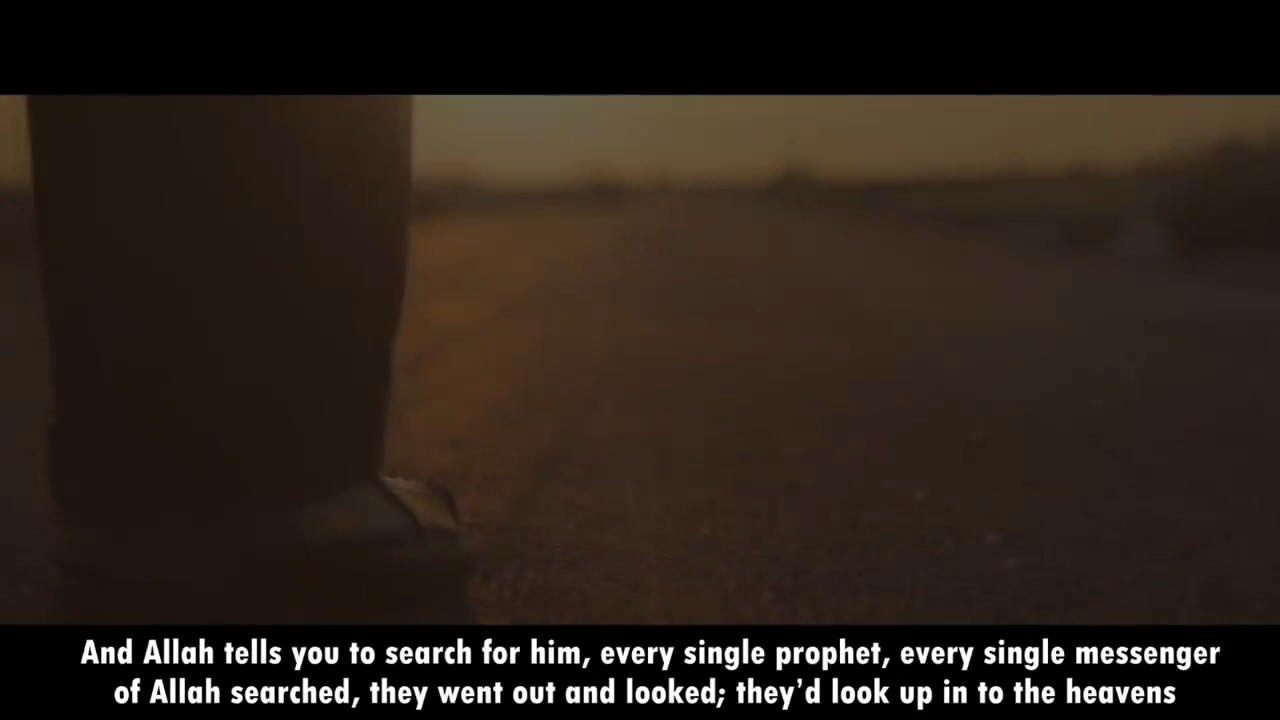 And Allah tells you to search for him, every single prophet, every single messenger
of Allah searched, they went out and looked; they’d look up in to the heavens